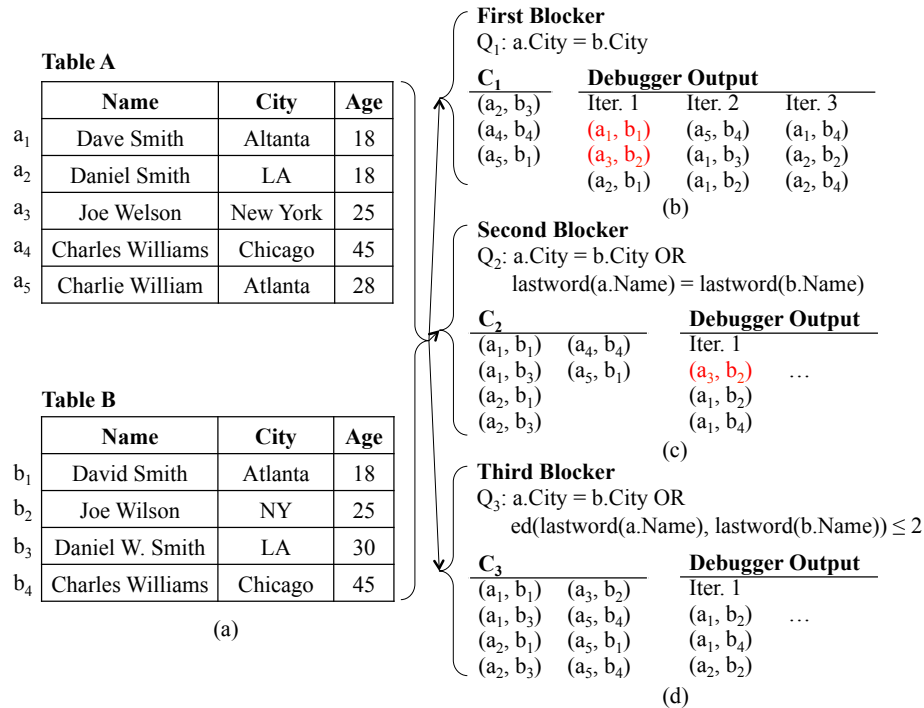 Table A
Name City Age
a1 Dave Smith Altanta 18
a2 Daniel Smith LA 18
a3 Joe Welson New York 25
a4 Charles Williams Chicago 45
a5 Charlie William Atlanta 28
Table B
Name City Age
b1 David Smith Atlanta 18
b2 Joe Wilson NY 25
b3 Daniel W. Smith LA 30
b4 Charles Williams Chicago 45
(a)
First Blocker
Q1: a.City = b.City
C1 Debugger Output
(a2, b3) Iter. 1 Iter. 2 Iter. 3
(a4, b4) (a1, b1) (a5, b4) (a1, b4)
(a5, b1) (a3, b2) (a1, b3) (a2, b2)
(a2, b1) (a1, b2) (a2, b4)
(b)
Second Blocker
Q2: a.City = b.City OR
lastword(a.Name) = lastword(b.Name)
C2 Debugger Output
(a1, b1) (a4, b4) Iter. 1
(a1, b3) (a5, b1) (a3, b2) …
(a2, b1) (a1, b2)
(a2, b3) (a1, b4)
(c)
Third Blocker
Q3: a.City = b.City OR
ed(lastword(a.Name), lastword(b.Name)) ≤ 2
C3 Debugger Output
(a1, b1) (a3, b2) Iter. 1
(a1, b3) (a5, b4) (a1, b2) …
(a2, b1) (a5, b1) (a1, b4)
(a2, b3) (a5, b4) (a2, b2)
(d)